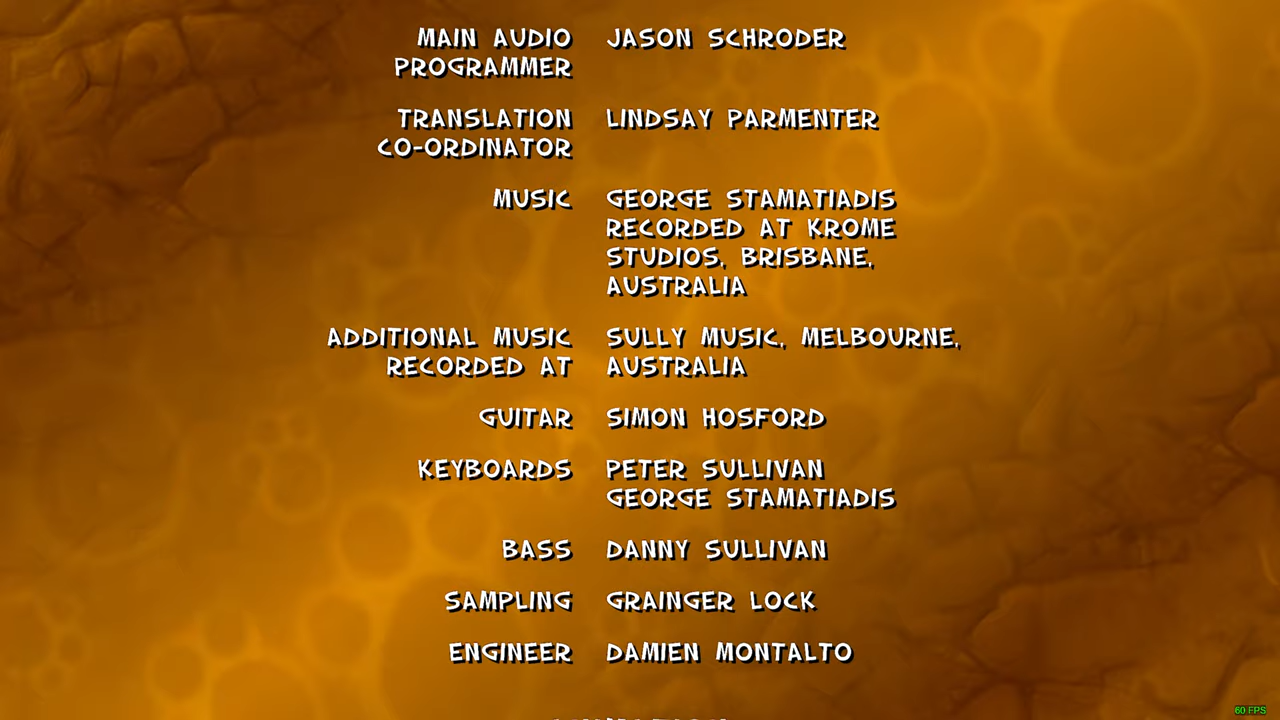 MAIN AUDIO PROGRAMMER JASON SCHRODER
TRANSLATION CO-ORDINATOR LINDSAY PARMENTER
MUSIC GEORGE STAMATIADIS
RECORDED AT KROME
STUDIOS, BRISBANE,
AUSTRALIA
ADDITIONAL MUSIC RECORDED AT SULLY MUSIC, MELBOURNE,
AUSTRALIA
GUITAR SIMON HOSFORD
KEYBOARDS PETER SULLIVAN
GEORGE STAMATIADIS
BASS DANNY SULLIVAN
SAMPLING GRAINGER LOCK
ENGINEER DAMIEN MONTALTO
60 FPS